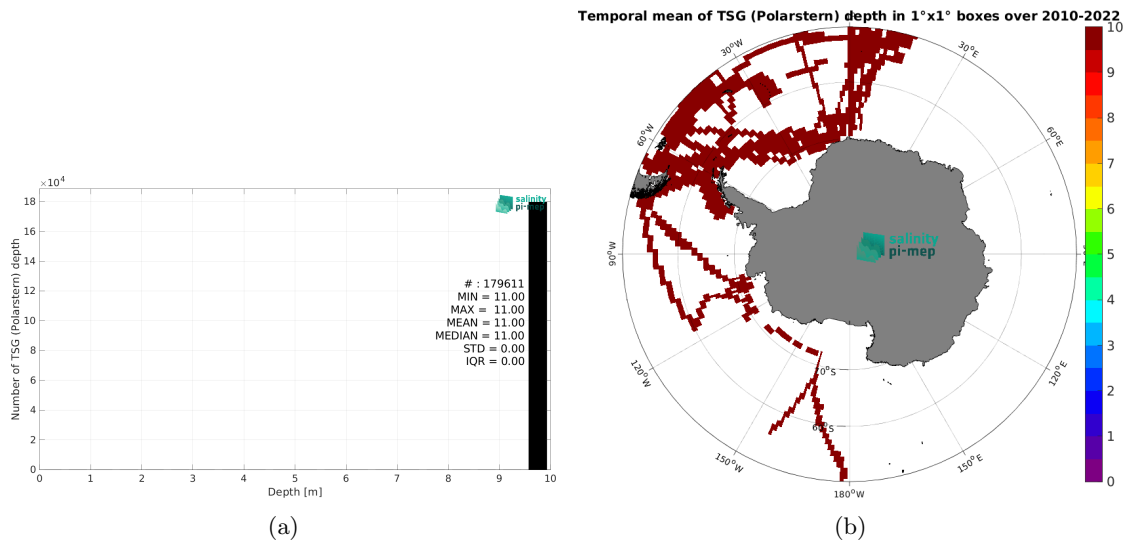 Temporal mean of TSG (Polarstern) depth in 1°x1° boxes over 2010-2022
×10⁴
18
16
14
12
10
8
6
4
2
0
Number of TSG (Polarstern) depth
salinity
pi-mep
# : 179611
MIN = 11.00
MAX = 11.00
MEAN = 11.00
MEDIAN = 11.00
STD = 0.00
IQR = 0.00
0 1 2 3 4 5 6 7 8 9 10
Depth [m]
(a)
30°W
30°E
60°W
60°E
90°W
120°W
120°E
150°W
150°E
180°W
70°S
60°S
salinity
pi-mep
10
9
8
7
6
5
4
3
2
1
0
(b)